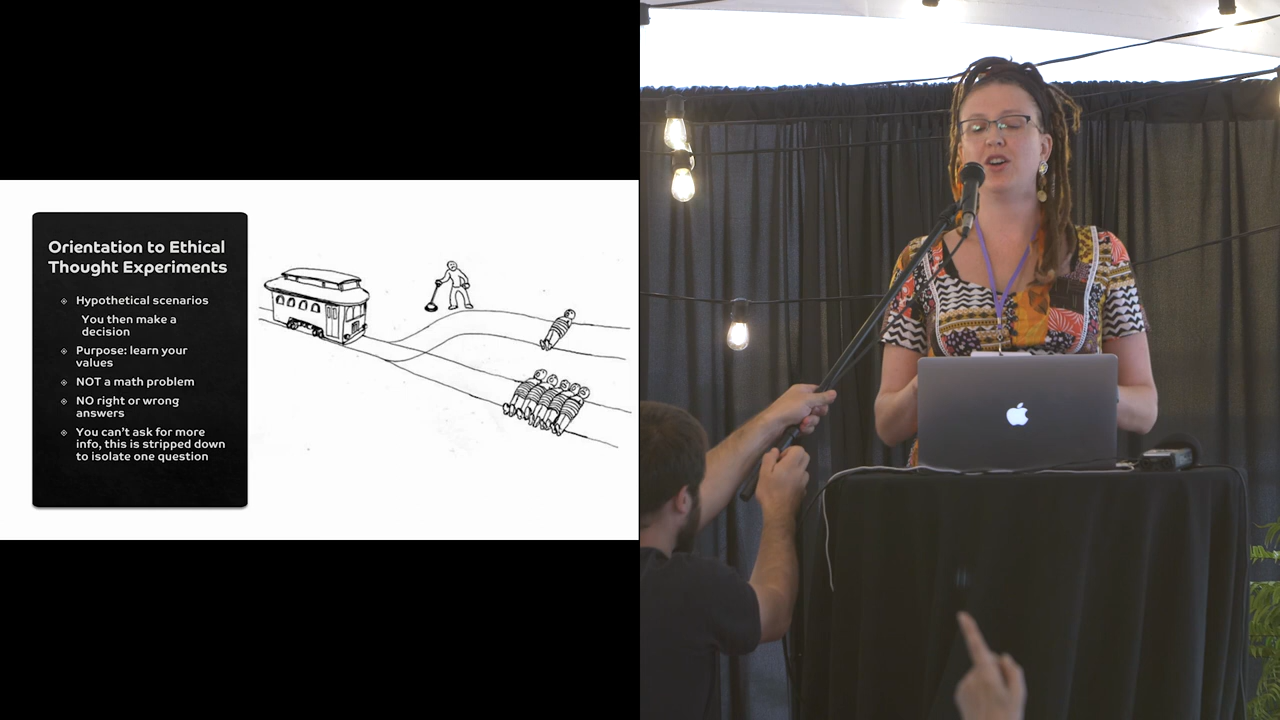 Orientation to Ethical
Thought Experiments
Hypothetical scenarios
You then make a
decision
Purpose: learn your
values
NOT a math problem
NO right or wrong
answers
You can't ask for more
info, this is stripped down
to isolate one question